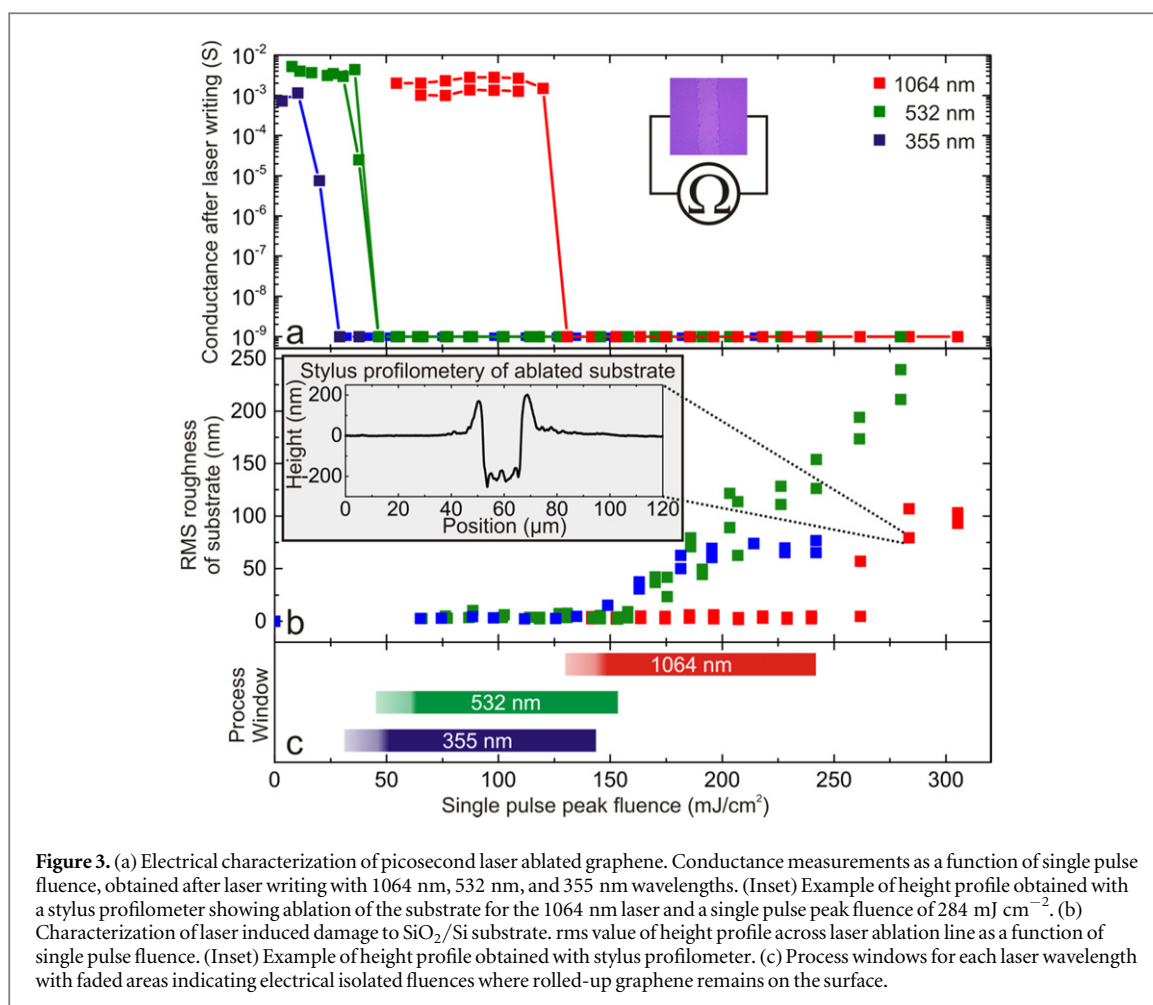 Conductance after laser writing (S)
10⁻²
10⁻³
10⁻⁴
10⁻⁵
10⁻⁶
10⁻⁷
10⁻⁸
10⁻⁹
Ω
1064 nm
532 nm
355 nm
a
RMS roughness
of substrate (nm)
250
200
150
100
50
0
Stylus profilometery of ablated substrate
Height (nm)
200
0
-200
0 20 40 60 80 100 120
Position (µm)
b
Process
Window
1064 nm
532 nm
355 nm
c
0 50 100 150 200 250 300
Single pulse peak fluence (mJ/cm²)
Figure 3. (a) Electrical characterization of picosecond laser ablated graphene. Conductance measurements as a function of single pulse
fluence, obtained after laser writing with 1064 nm, 532 nm, and 355 nm wavelengths. (Inset) Example of height profile obtained with
a stylus profilometer showing ablation of the substrate for the 1064 nm laser and a single pulse peak fluence of 284 mJ cm⁻². (b)
Characterization of laser induced damage to SiO₂/Si substrate. rms value of height profile across laser ablation line as a function of
single pulse fluence. (Inset) Example of height profile obtained with stylus profilometer. (c) Process windows for each laser wavelength
with faded areas indicating electrical isolated fluences where rolled-up graphene remains on the surface.